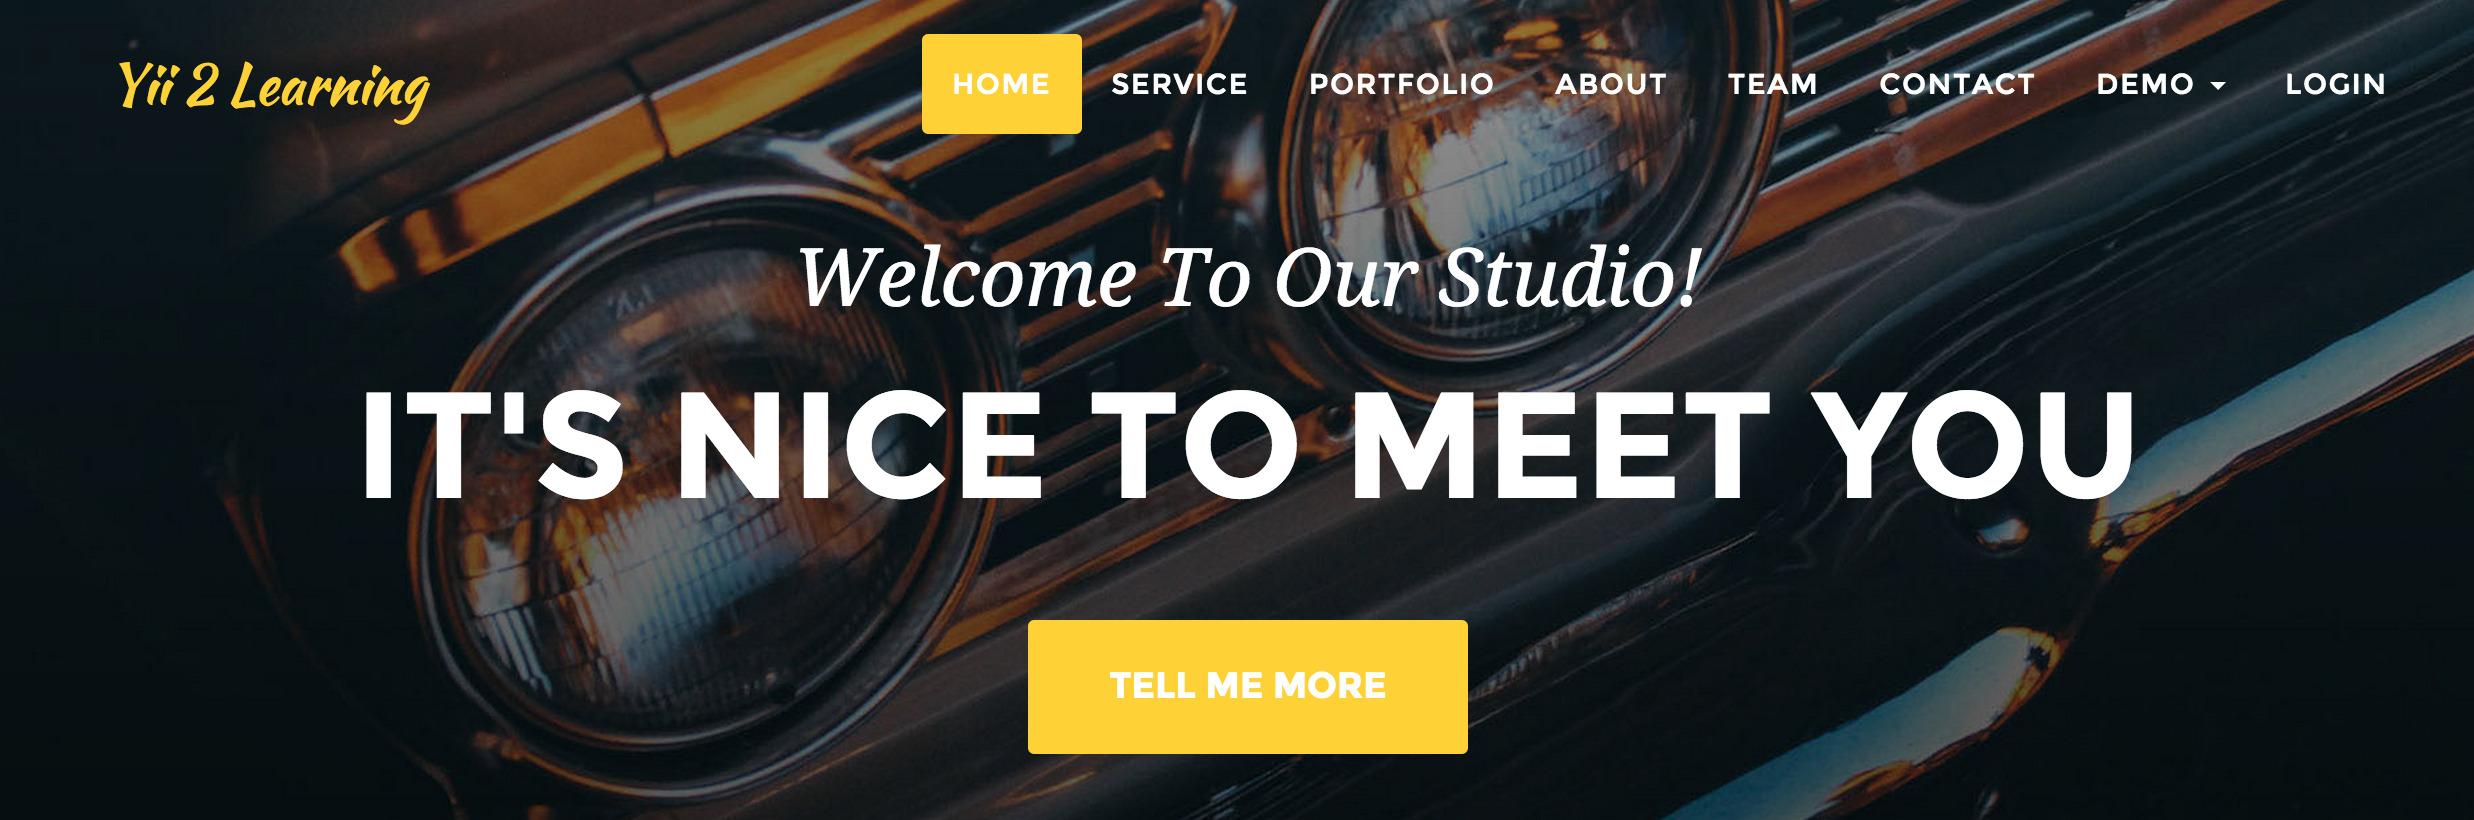 Yii 2 Learning
HOME SERVICE PORTFOLIO ABOUT TEAM CONTACT DEMO LOGIN
Welcome To Our Studio!
IT'S NICE TO MEET YOU
TELL ME MORE